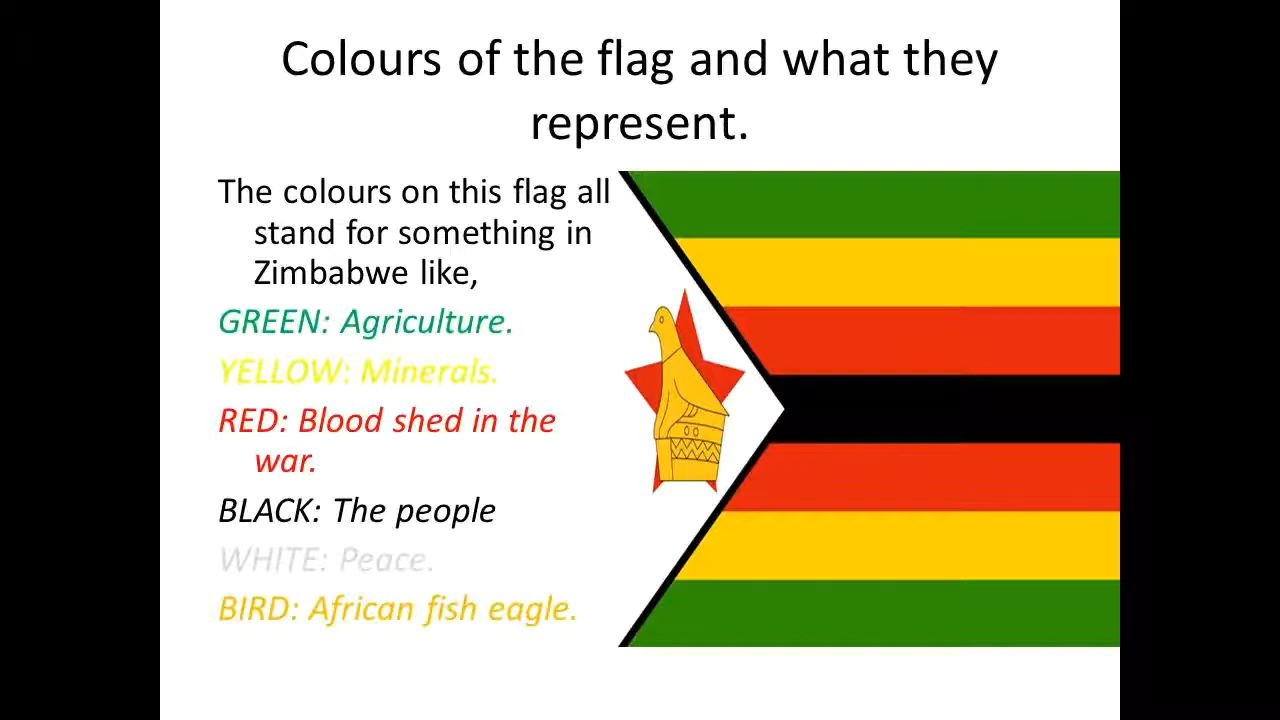 Colours of the flag and what they
represent.
The colours on this flag all
stand for something in
Zimbabwe like,
GREEN: Agriculture.
YELLOW: Minerals.
RED: Blood shed in the
war.
BLACK: The people
WHITE: Peace.
BIRD: African fish eagle.